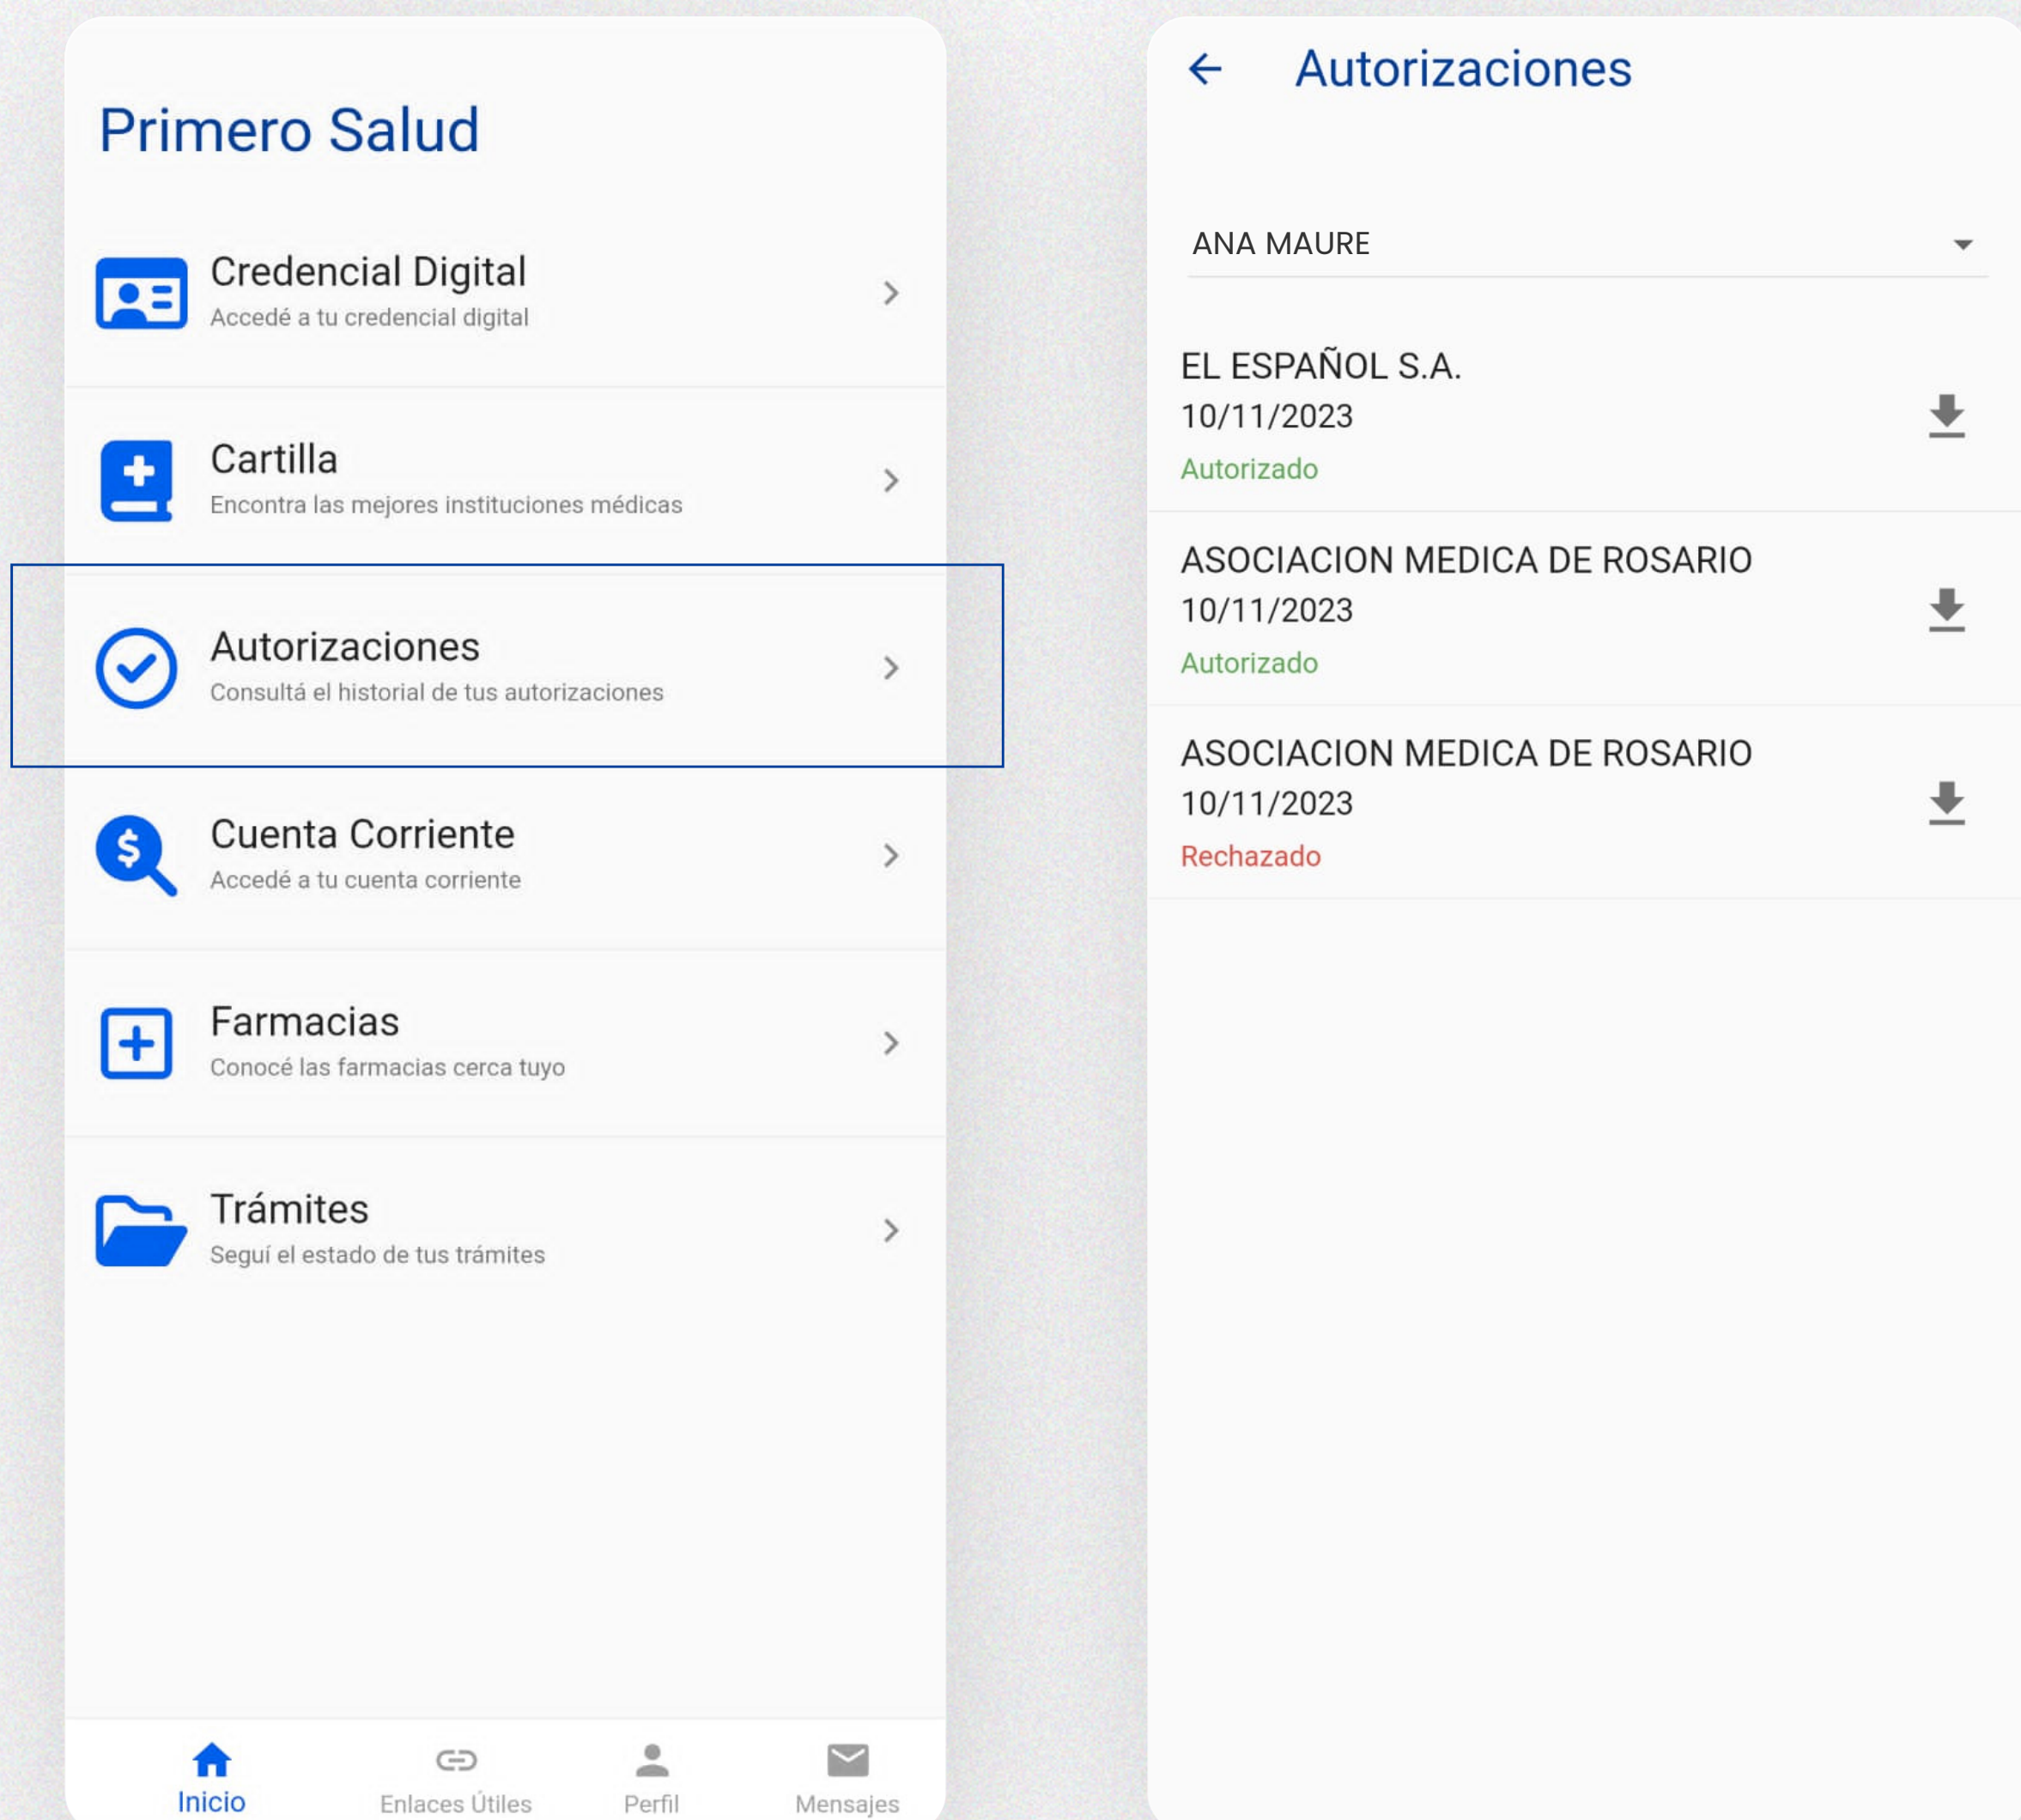 Primero Salud
Credencial Digital
Accedé a tu credencial digital
Cartilla
Encontra las mejores instituciones médicas
Autorizaciones
Consultá el historial de tus autorizaciones
Cuenta Corriente
Accedé a tu cuenta corriente
Farmacias
Conocé las farmacias cerca tuyo
Trámites
Seguí el estado de tus trámites
Inicio
Enlaces Útiles
Perfil
Mensajes
Autorizaciones
ANA MAURE
EL ESPAÑOL S.A.
10/11/2023
Autorizado
ASOCIACION MEDICA DE ROSARIO
10/11/2023
Autorizado
ASOCIACION MEDICA DE ROSARIO
10/11/2023
Rechazado